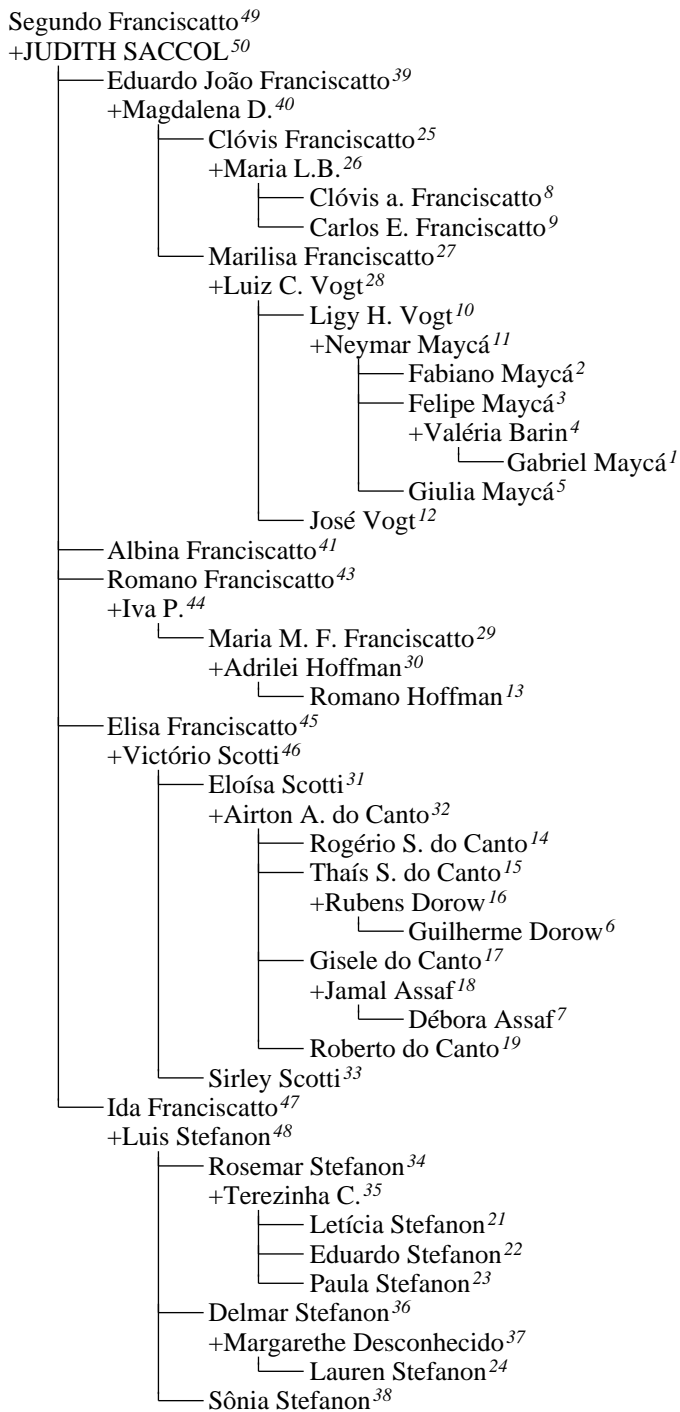 Segundo Franciscatto49
+JUDITH SACCOL50
Eduardo João Franciscatto39
+Magdalena D.40
Clóvis Franciscatto25
+Maria L.B.26
Clóvis a. Franciscatto8
Carlos E. Franciscatto9
Marilisa Franciscatto27
+Luiz C. Vogt28
Ligy H. Vogt10
+Neymar Maycá11
Fabiano Maycá2
Felipe Maycá3
+Valéria Barin4
Gabriel Maycá1
Giulia Maycá5
José Vogt12
Albina Franciscatto41
Romano Franciscatto43
+Iva P.44
Maria M. F. Franciscatto29
+Adrilei Hoffman30
Romano Hoffman13
Elisa Franciscatto45
+Victório Scotti46
Eloísa Scotti31
+Airton A. do Canto32
Rogério S. do Canto14
Thaís S. do Canto15
+Rubens Dorow16
Guilherme Dorow6
Gisele do Canto17
+Jamal Assaf18
Débora Assaf7
Roberto do Canto19
Sirley Scotti33
Ida Franciscatto47
+Luis Stefanon48
Rosemar Stefanon34
+Terezinha C.35
Letícia Stefanon21
Eduardo Stefanon22
Paula Stefanon23
Delmar Stefanon36
+Margarethe Desconhecido37
Lauren Stefanon24
Sônia Stefanon38